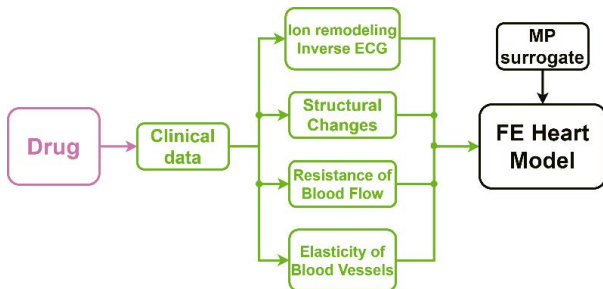 Ion remodeling
Inverse ECG
MP
surrogate
Drug
Clinical
data
Structural
Changes
FE Heart
Model
Resistance of
Blood Flow
Elasticity of
Blood Vessels